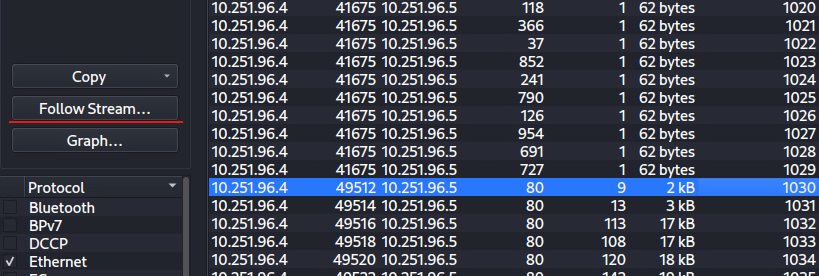 Copy
Follow Stream...
Graph...
Protocol
Bluetooth
BPv7
DCCP
Ethernet
10.251.96.4 41675 10.251.96.5 118 1 62 bytes 1020
10.251.96.4 41675 10.251.96.5 366 1 62 bytes 1021
10.251.96.4 41675 10.251.96.5 37 1 62 bytes 1022
10.251.96.4 41675 10.251.96.5 852 1 62 bytes 1023
10.251.96.4 41675 10.251.96.5 241 1 62 bytes 1024
10.251.96.4 41675 10.251.96.5 790 1 62 bytes 1025
10.251.96.4 41675 10.251.96.5 126 1 62 bytes 1026
10.251.96.4 41675 10.251.96.5 954 1 62 bytes 1027
10.251.96.4 41675 10.251.96.5 691 1 62 bytes 1028
10.251.96.4 41675 10.251.96.5 727 1 62 bytes 1029
10.251.96.4 49512 10.251.96.5 80 9 2 kB 1030
10.251.96.4 49514 10.251.96.5 80 13 3 kB 1031
10.251.96.4 49516 10.251.96.5 80 113 17 kB 1032
10.251.96.4 49518 10.251.96.5 80 108 17 kB 1033
10.251.96.4 49520 10.251.96.5 80 120 18 kB 1034